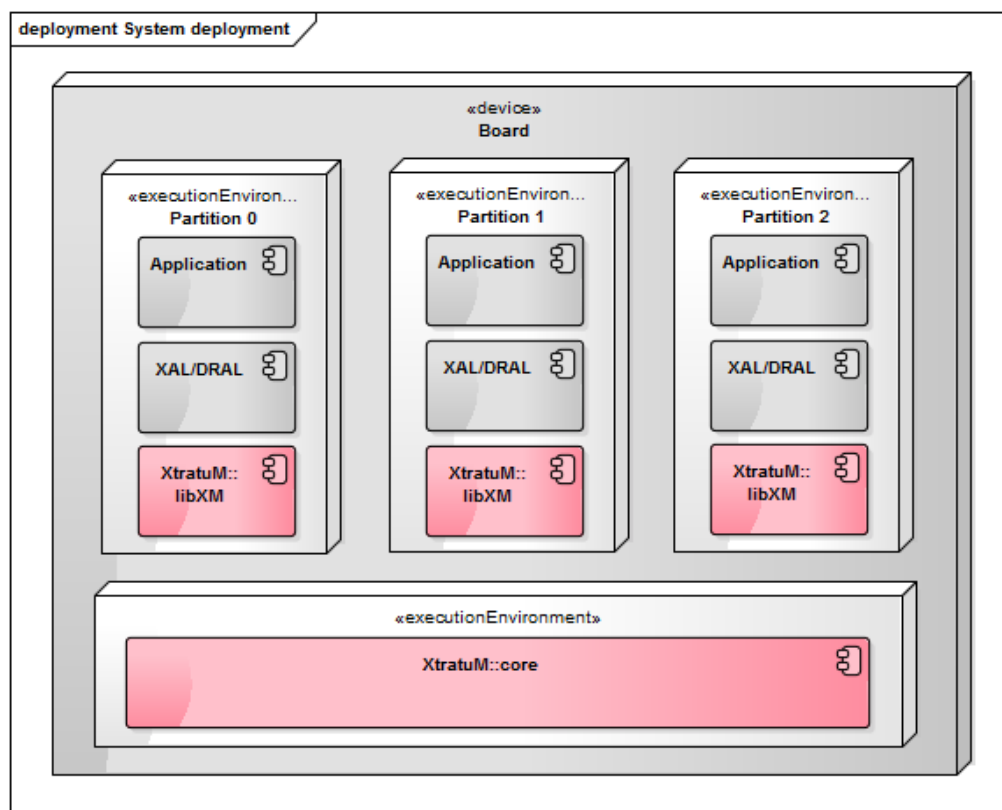 deployment System deployment
«device»
Board
«executionEnviron...
Partition 0
Application
XAL/DRAL
XtratuM::
libXM
«executionEnviron...
Partition 1
Application
XAL/DRAL
XtratuM::
libXM
«executionEnviron...
Partition 2
Application
XAL/DRAL
XtratuM::
libXM
«executionEnvironment»
XtratuM::core